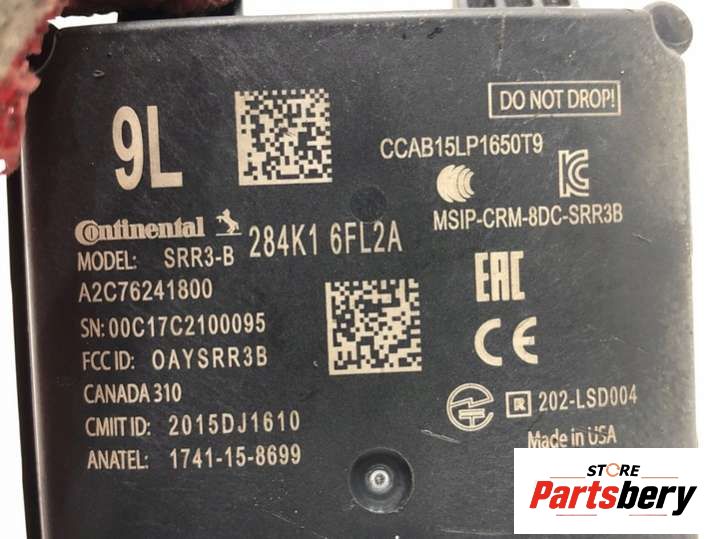 DO NOT DROP!
9L
CCAB15LP1650T9
MSIP-CRM-8DC-SRR3B
Continental
284K1 6FL2A
MODEL: SRR3-B
A2C76241800
SN: 00C17C2100095
FCC ID: OAYSRR3B
CANADA 310
CMIIT ID: 2015DJ1610
ANATEL: 1741-15-8699
EAC
CE
R 202-LSD004
Made in USA
STORE
Partsbery